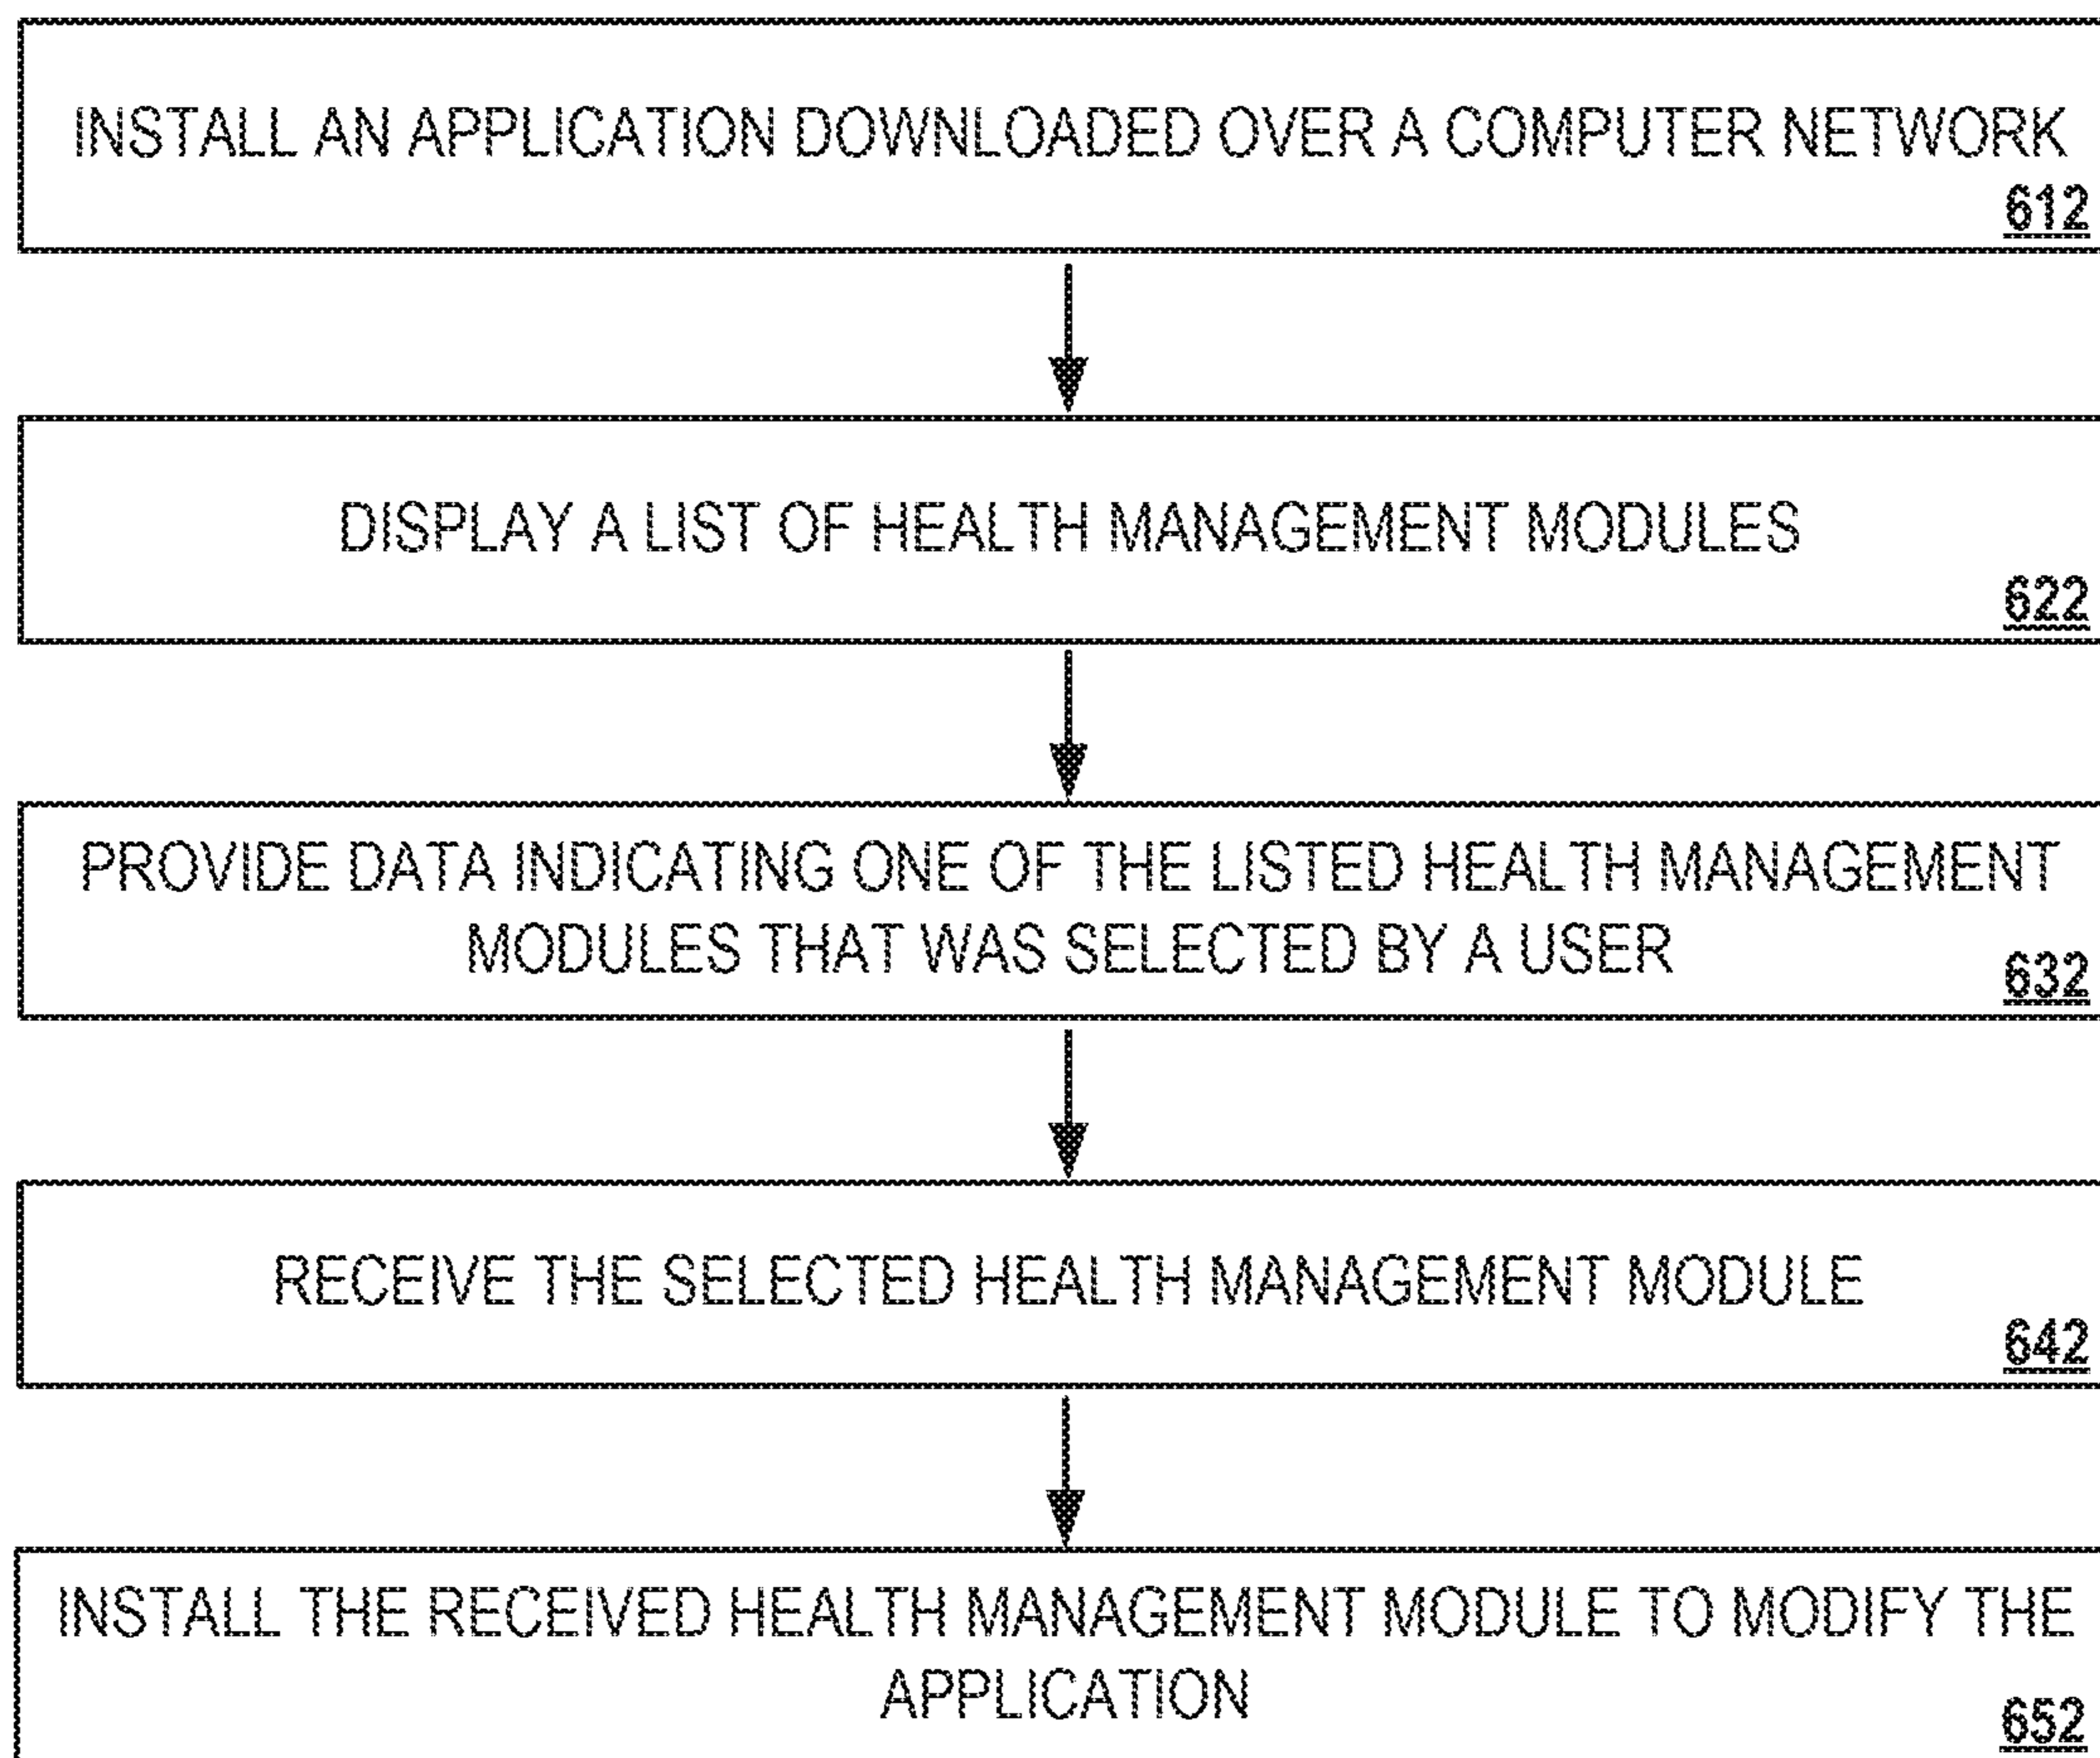 INSTALL AN APPLICATION DOWNLOADED OVER A COMPUTER NETWORK
612
DISPLAY A LIST OF HEALTH MANAGEMENT MODULES
622
PROVIDE DATA INDICATING ONE OF THE LISTED HEALTH MANAGEMENT
MODULES THAT WAS SELECTED BY A USER
632
RECEIVE THE SELECTED HEALTH MANAGEMENT MODULE
642
INSTALL THE RECEIVED HEALTH MANAGEMENT MODULE TO MODIFY THE
APPLICATION
652